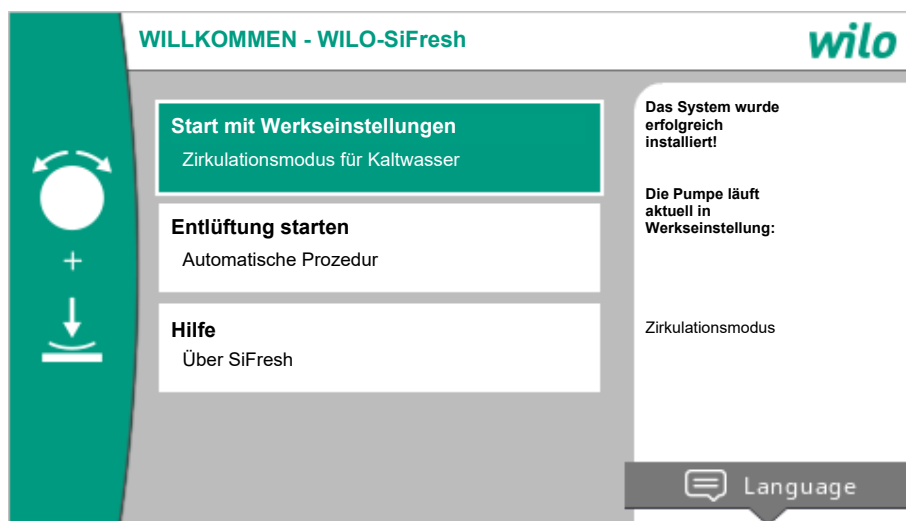 WILLKOMMEN - WILO-SiFresh
wilo
Start mit Werkseinstellungen
Zirkulationsmodus für Kaltwasser
Entlüftung starten
Automatische Prozedur
Hilfe
Über SiFresh
+
Das System wurde
erfolgreich
installiert!
Die Pumpe läuft
aktuell in
Werkseinstellung:
Zirkulationsmodus
Language